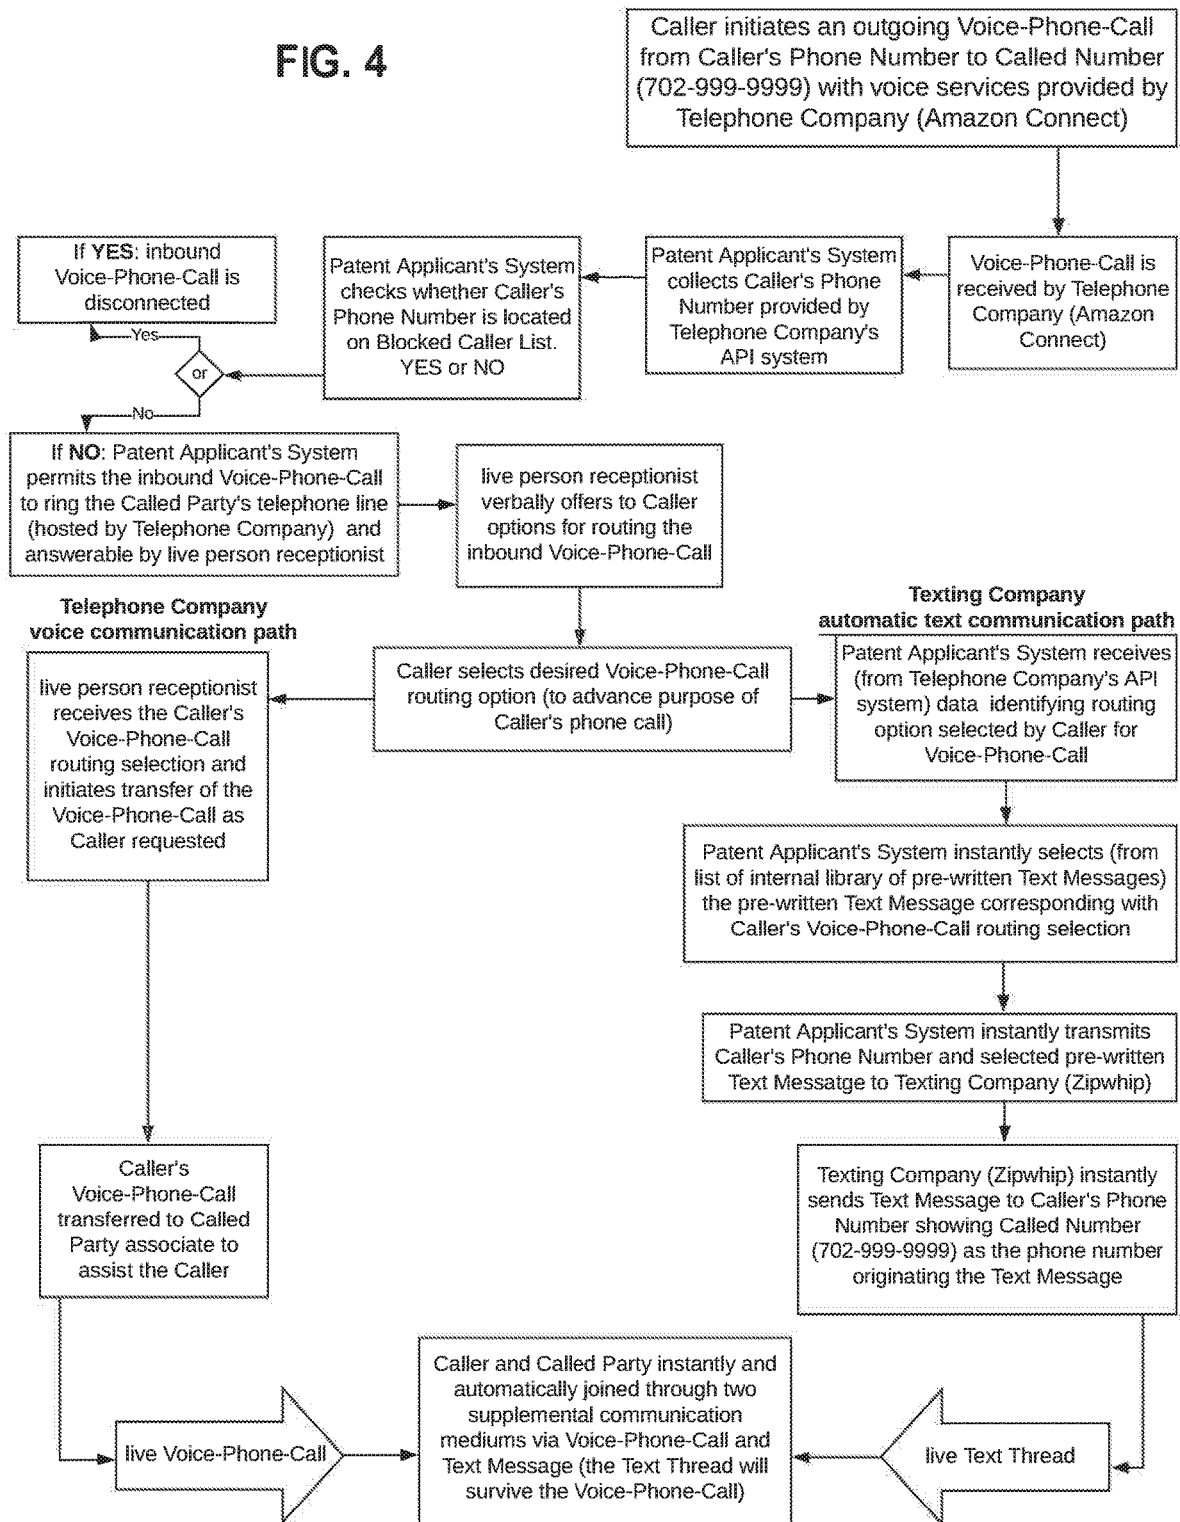 FIG. 4
Caller initiates an outgoing Voice-Phone-Call
from Caller's Phone Number to Called Number
(702-999-9999) with voice services provided by
Telephone Company (Amazon Connect)
Voice-Phone-Call is
received by Telephone
Company (Amazon
Connect)
Patent Applicant's System
collects Caller's Phone
Number provided by
Telephone Company's
API system
Patent Applicant's System
checks whether Caller's
Phone Number is located
on Blocked Caller List.
YES or NO
or
Yes
If YES: inbound
Voice-Phone-Call is
disconnected
No
If NO: Patent Applicant's System
permits the inbound Voice-Phone-Call
to ring the Called Party's telephone line
(hosted by Telephone Company) and
answerable by live person receptionist
live person receptionist
verbally offers to Caller
options for routing the
inbound Voice-Phone-Call
Caller selects desired Voice-Phone-Call
routing option (to advance purpose of
Caller's phone call)
Telephone Company
voice communication path
live person receptionist
receives the Caller's
Voice-Phone-Call
routing selection and
initiates transfer of the
Voice-Phone-Call as
Caller requested
Caller's
Voice-Phone-Call
transferred to Called
Party associate to
assist the Caller
live Voice-Phone-Call
Texting Company
automatic text communication path
Patent Applicant's System receives
(from Telephone Company's API
system) data identifying routing
option selected by Caller for
Voice-Phone-Call
Patent Applicant's System instantly selects (from
list of internal library of pre-written Text Messages)
the pre-written Text Message corresponding with
Caller's Voice-Phone-Call routing selection
Patent Applicant's System instantly transmits
Caller's Phone Number and selected pre-written
Text Messatge to Texting Company (Zipwhip)
Texting Company (Zipwhip) instantly
sends Text Message to Caller's Phone
Number showing Called Number
(702-999-9999) as the phone number
originating the Text Message
live Text Thread
Caller and Called Party instantly and
automatically joined through two
supplemental communication
mediums via Voice-Phone-Call and
Text Message (the Text Thread will
survive the Voice-Phone-Call)